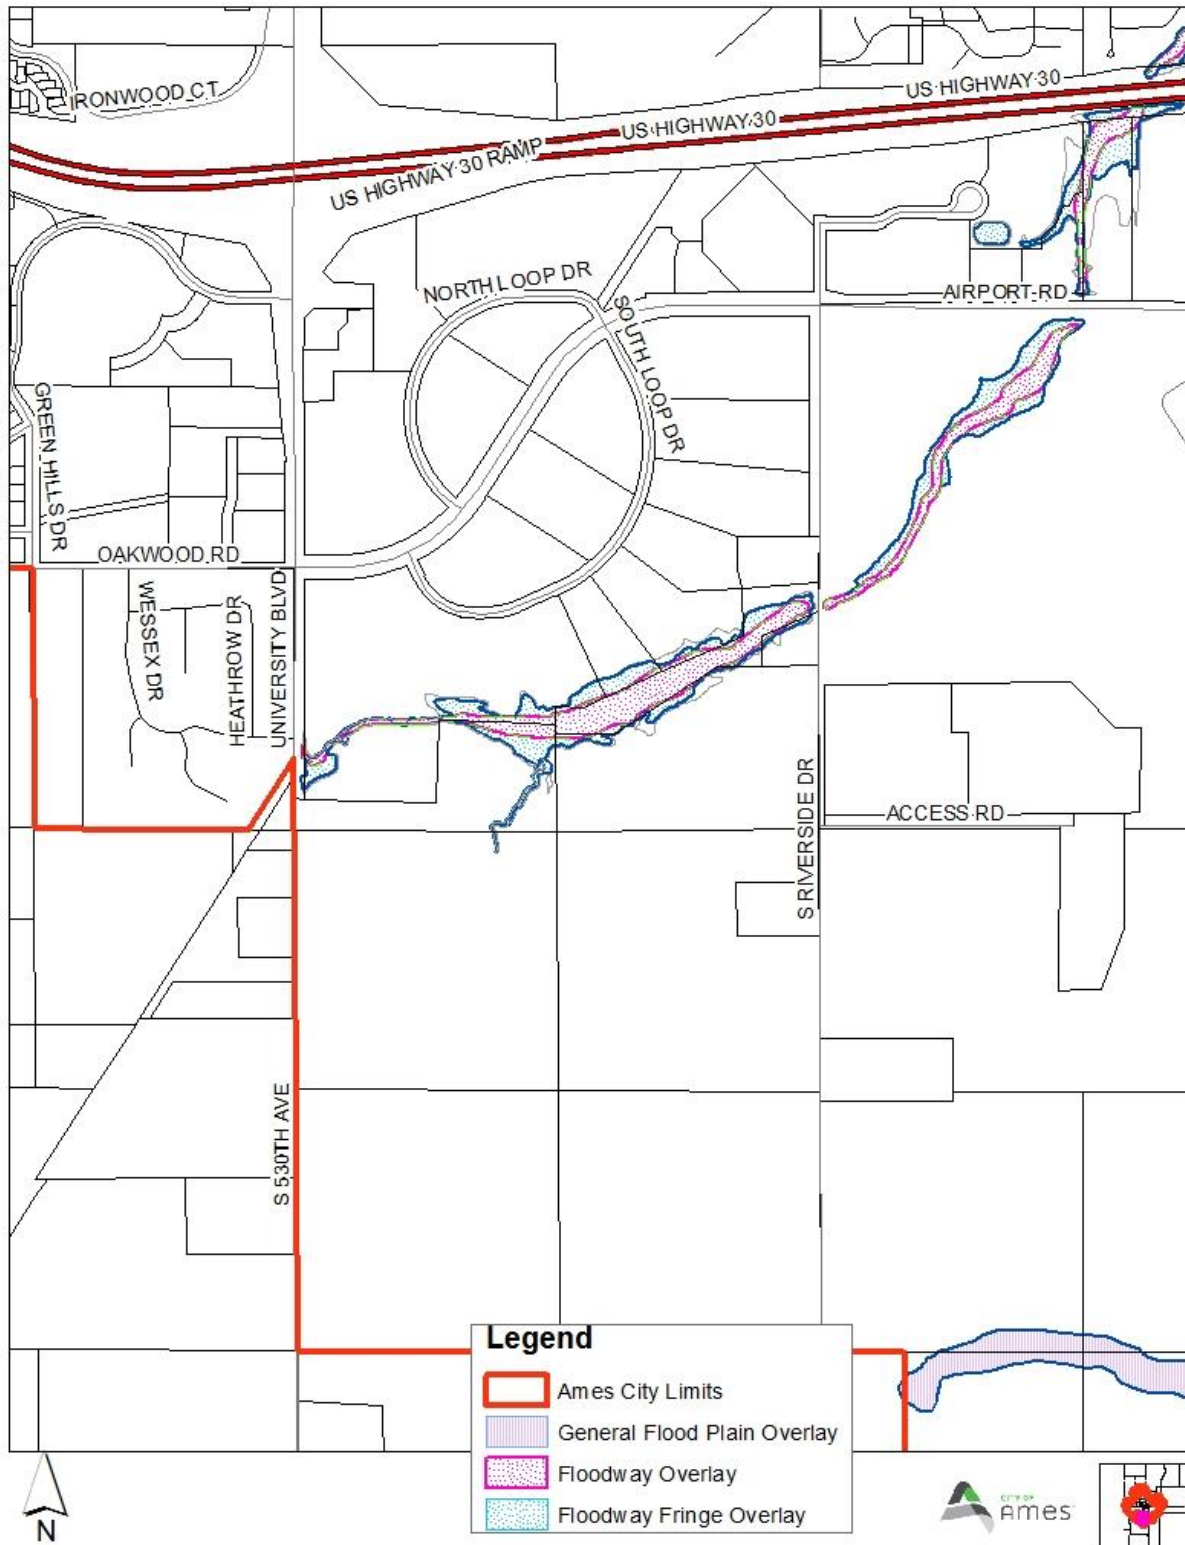 IRONWOOD CT
US HIGHWAY 30
US HIGHWAY 30
US HIGHWAY 30 RAMP
NORTH LOOP DR
SOUTH LOOP DR
AIRPORT RD
GREEN HILLS DR
OAKWOOD RD
WESSEX DR
HEATHROW DR
UNIVERSITY BLVD
S RIVERSIDE DR
ACCESS RD
S 530TH AVE
Legend
Ames City Limits
General Flood Plain Overlay
Floodway Overlay
Floodway Fringe Overlay
N
CITY OF
Ames